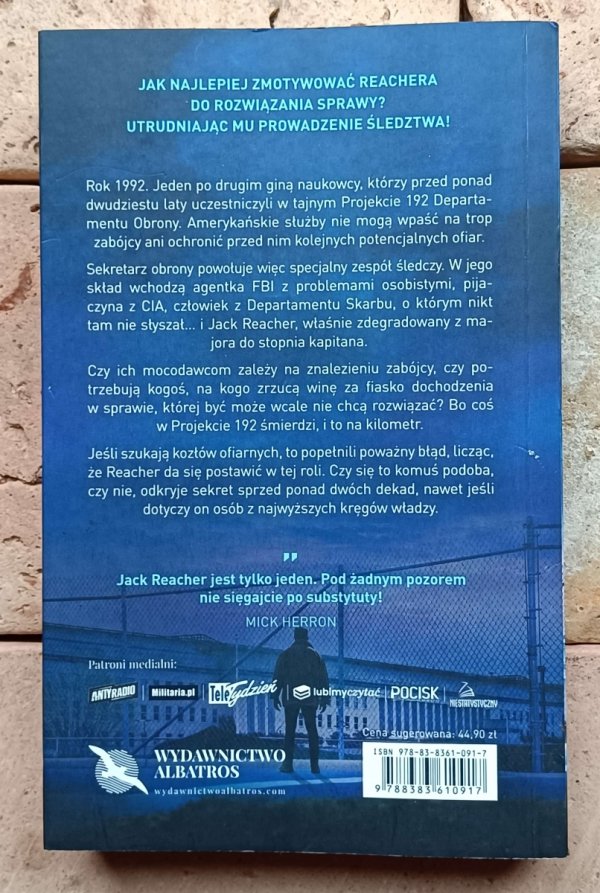 JAK NAJLEPIEJ ZMOTYWOWAĆ REACHERA
DO ROZWIĄZANIA SPRAWY?
UTRUDNIAJĄC MU PROWADZENIE ŚLEDZTWA!
Rok 1992. Jeden po drugim giną naukowcy, którzy przed ponad
dwudziestu laty uczestniczyli w tajnym Projekcie 192 Departa-
mentu Obrony. Amerykańskie służby nie mogą wpaść na trop
zabójcy ani ochronić przed nim kolejnych potencjalnych ofiar.
Sekretarz obrony powołuje więc specjalny zespół śledczy. W jego
skład wchodzą agentka FBI z problemami osobistymi, pija-
czyna z CIA, człowiek z Departamentu Skarbu, o którym nikt
tam nie słyszał... i Jack Reacher, właśnie zdegradowany z ma-
jora do stopnia kapitana.
Czy ich mocodawcom zależy na znalezieniu zabójcy, czy po-
trzebują kogoś, na kogo zrzucą winę za fiasko dochodzenia
w sprawie, której być może wcale nie chcą rozwiązać? Bo coś
w Projekcie 192 śmierdzi, i to na kilometr.
Jeśli szukają kozłów ofiarnych, to popełnili poważny błąd, licząc,
że Reacher da się postawić w tej roli. Czy się to komuś podoba,
czy nie, odkryje sekret sprzed ponad dwóch dekad, nawet jeśli
dotyczy on osób z najwyższych kręgów władzy.
”
Jack Reacher jest tylko jeden. Pod żadnym pozorem
nie sięgajcie po substytuty!
MICK HERRON
Patroni medialni:
ANTYRADIO Militaria.pl TeleTydzień lubimyczytać POCISK NIESTATYSTYCZNY
Cena sugerowana: 44,90 zł
WYDAWNICTWO
ALBATROS
wydawnictwoalbatros.com
ISBN 978-83-8361-091-7
9 788383 610917